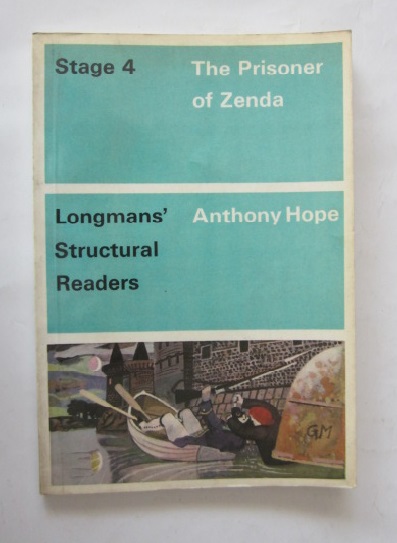 Stage 4
The Prisoner
of Zenda
Longmans'
Structural
Readers
Anthony Hope
GM